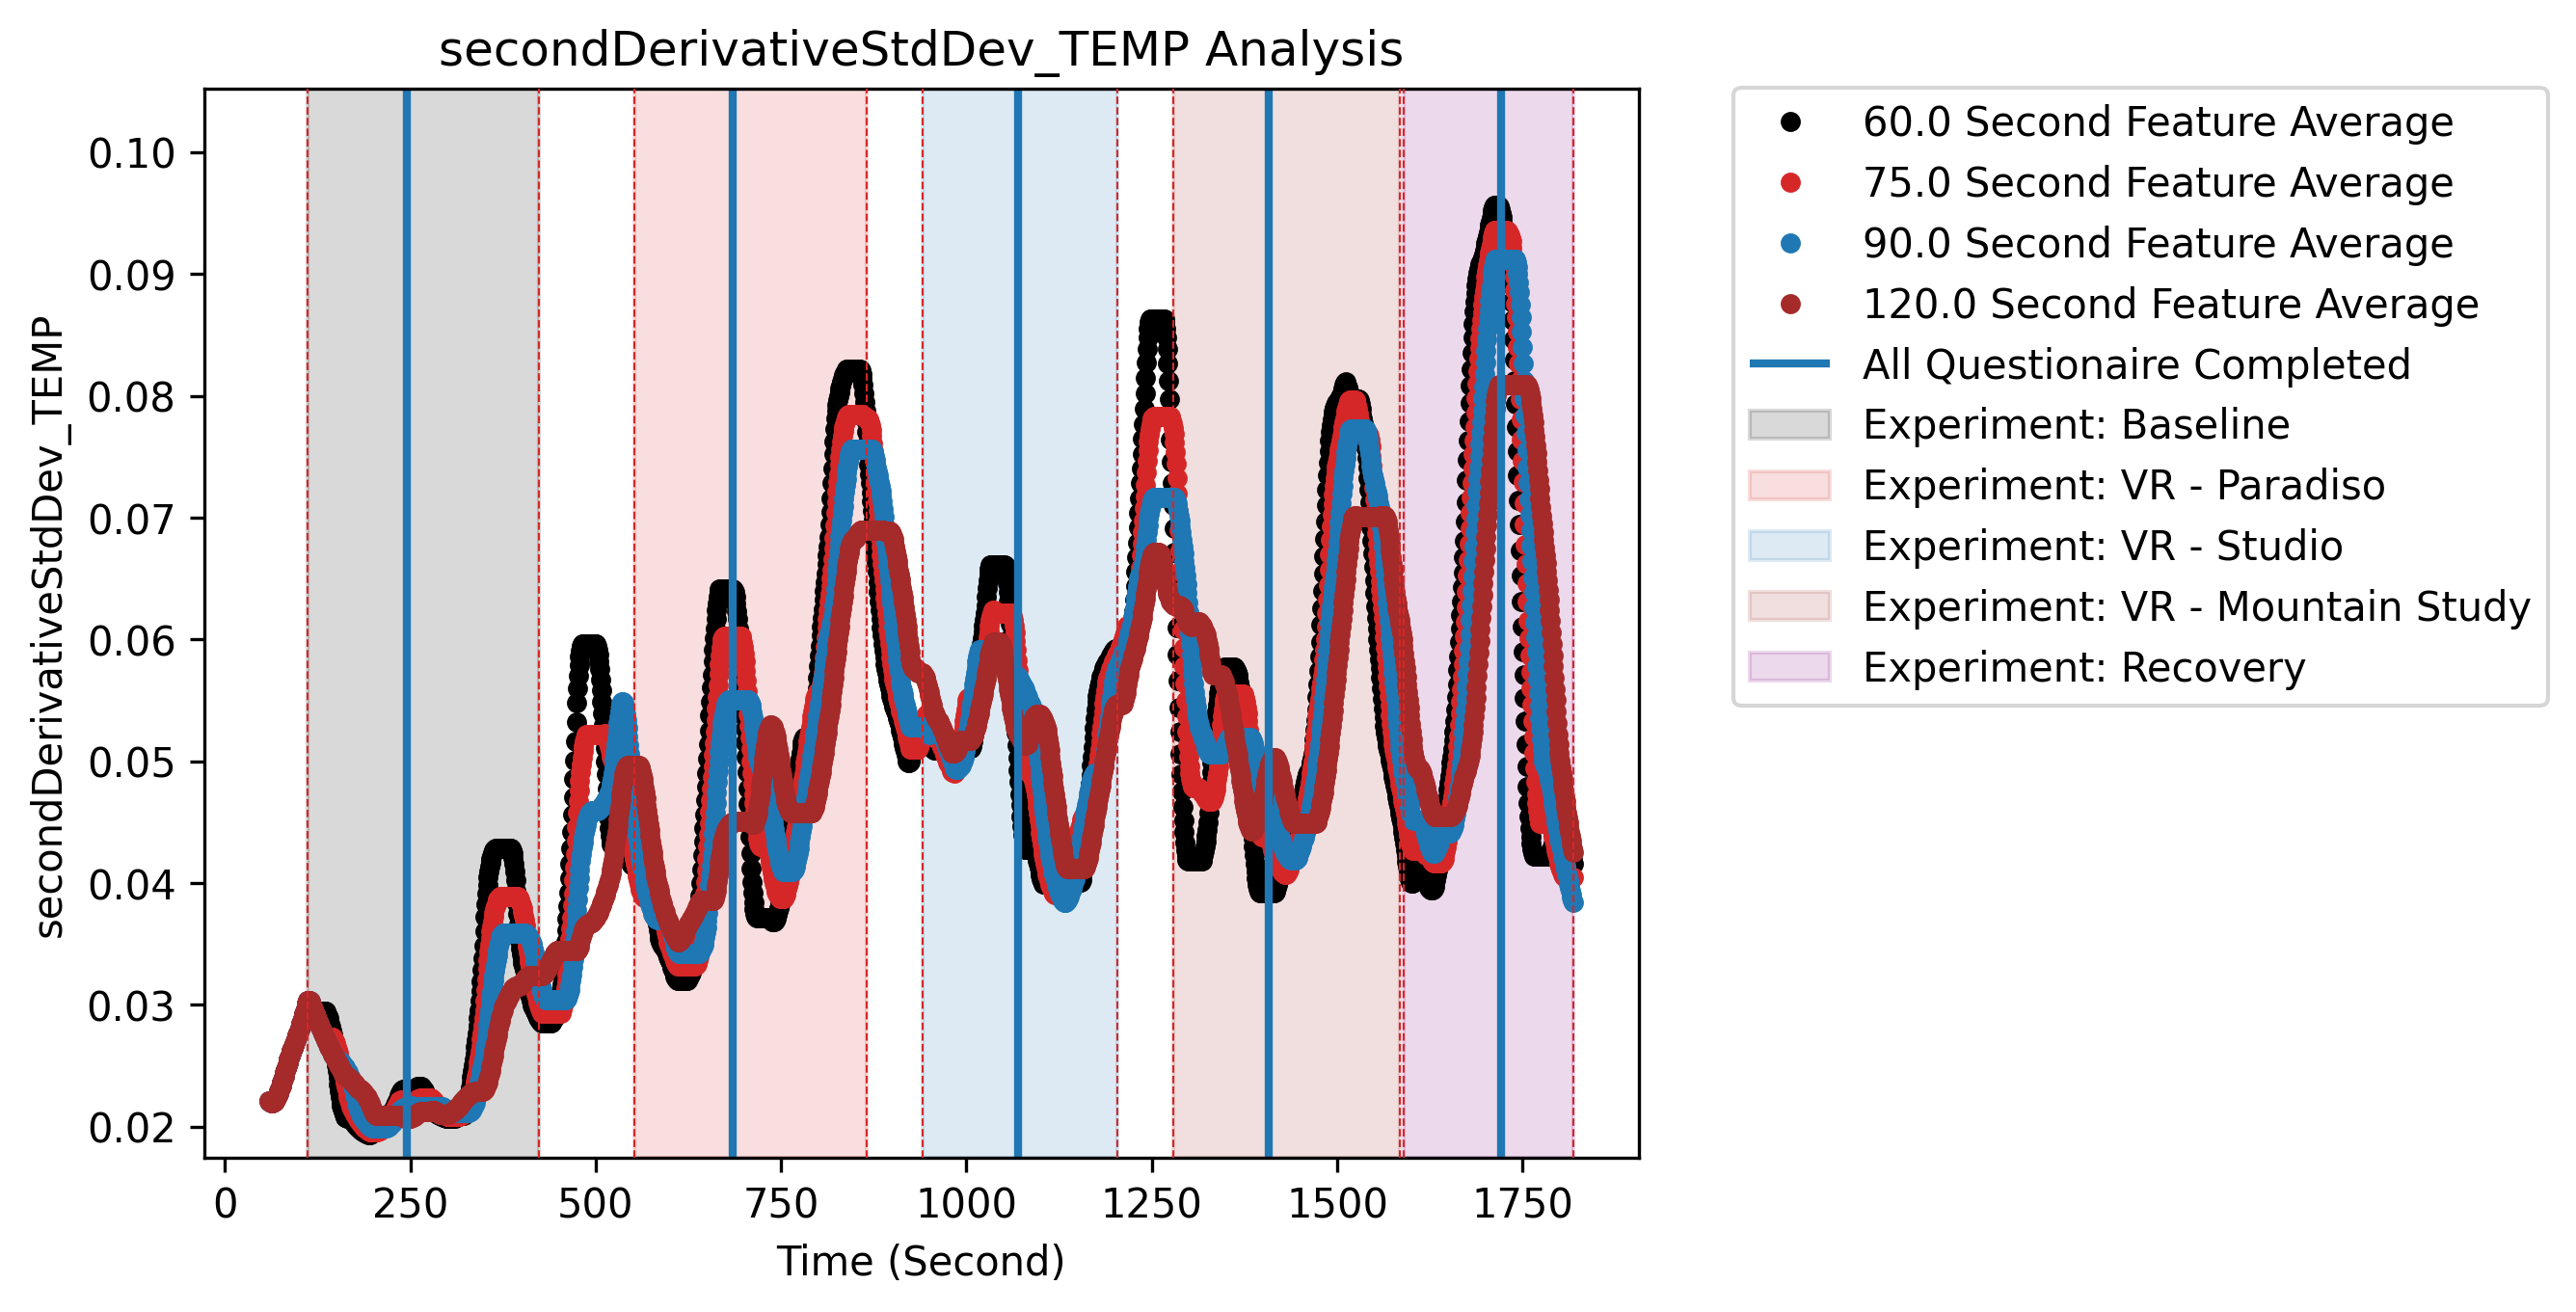 secondDerivativeStdDev_TEMP Analysis
secondDerivativeStdDev_TEMP
0.10
0.09
0.08
0.07
0.06
0.05
0.04
0.03
0.02
0 250 500 750 1000 1250 1500 1750
Time (Second)
60.0 Second Feature Average
75.0 Second Feature Average
90.0 Second Feature Average
120.0 Second Feature Average
All Questionaire Completed
Experiment: Baseline
Experiment: VR - Paradiso
Experiment: VR - Studio
Experiment: VR - Mountain Study
Experiment: Recovery